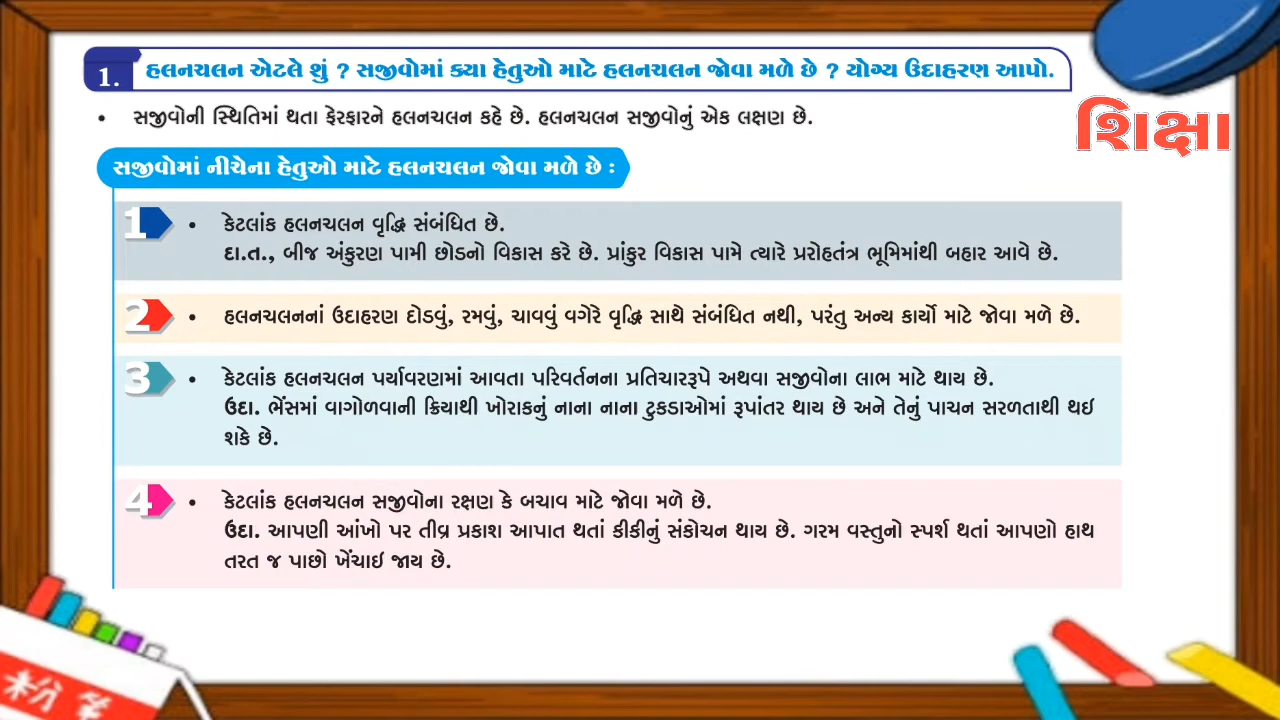 1. હલનચલન એટલે શું ? સજીવોમાં ક્યા હેતુઓ માટે હલનચલન જોવા મળે છે ? યોગ્ય ઉદાહરણ આપો.
• સજીવોની સ્થિતિમાં થતા ફેરફારને હલનચલન કહે છે. હલનચલન સજીવોનું એક લક્ષણ છે.
શિક્ષા
સજીવોમાં નીચેના હેતુઓ માટે હલનચલન જોવા મળે છે :
1 • કેટલાંક હલનચલન વૃદ્ધિ સંબંધિત છે.
દા.ત., બીજ અંકુરણ પામી છોડનો વિકાસ કરે છે. પ્રાંકુર વિકાસ પામે ત્યારે પ્રરોહતંત્ર ભૂમિમાંથી બહાર આવે છે.
2 • હલનચલનનાં ઉદાહરણ દોડવું, રમવું, ચાવવું વગેરે વૃદ્ધિ સાથે સંબંધિત નથી, પરંતુ અન્ય કાર્યો માટે જોવા મળે છે.
3 • કેટલાંક હલનચલન પર્યાવરણમાં આવતા પરિવર્તનના પ્રતિચારરૂપે અથવા સજીવોના લાભ માટે થાય છે.
ઉદા. ભેંસમાં વાગોળવાની ક્રિયાથી ખોરાકનું નાના નાના ટુકડાઓમાં રૂપાંતર થાય છે અને તેનું પાચન સરળતાથી થઇ
શકે છે.
4 • કેટલાંક હલનચલન સજીવોના રક્ષણ કે બચાવ માટે જોવા મળે છે.
ઉદા. આપણી આંખો પર તીવ્ર પ્રકાશ આપાત થતાં કીકીનું સંકોચન થાય છે. ગરમ વસ્તુનો સ્પર્શ થતાં આપણો હાથ
તરત જ પાછો ખેંચાઇ જાય છે.